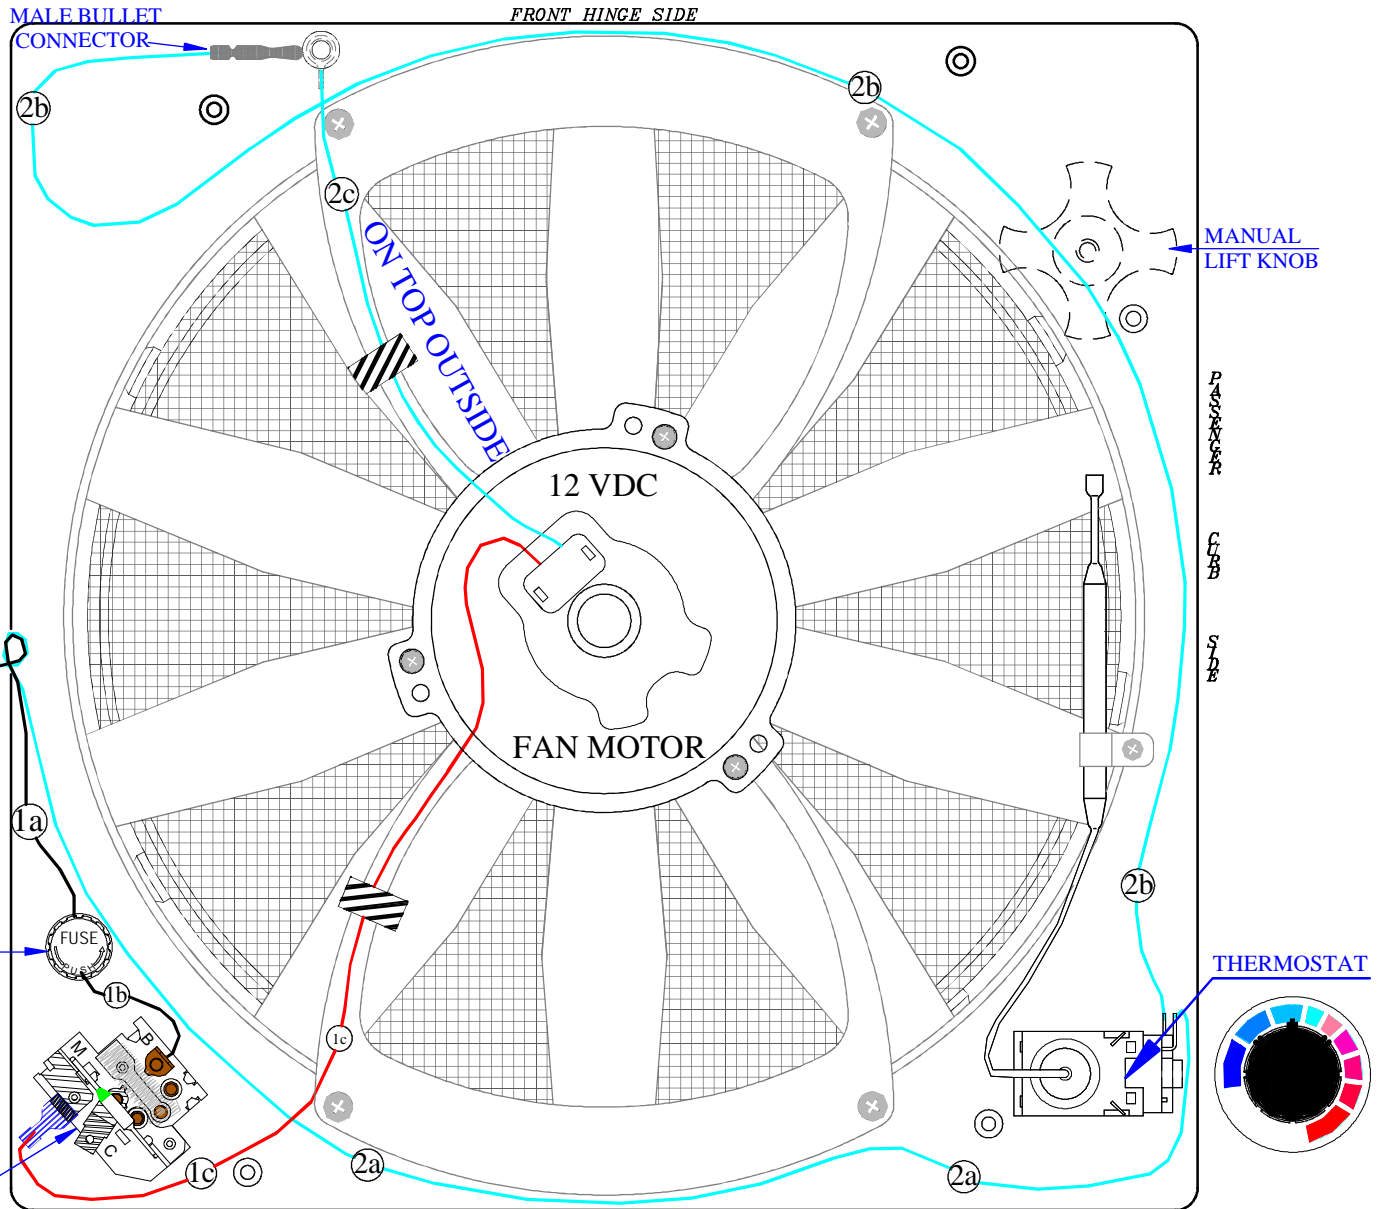 FRONT HINGE SIDE
MALE BULLET
CONNECTOR
2b
2b
2c
ON TOP OUTSIDE
MANUAL
LIFT KNOB
PASSENGER
CURB
SIDE
12 VDC
FAN MOTOR
1a
2b
FUSE
PUSH
1b
THERMOSTAT
1c
M
B
C
1c
2a
2a